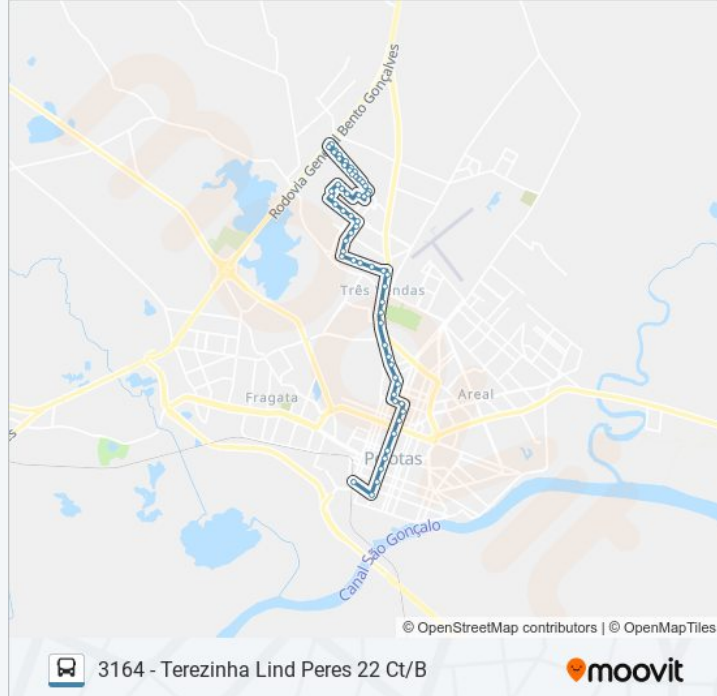 Rodovia General Bento Gonçalves
Três Vendas
Fragata
Areal
Pelotas
Canal São Gonçalo
© OpenStreetMap contributors | © OpenMapTiles
3164 - Terezinha Lind Peres 22 Ct/B
moovit